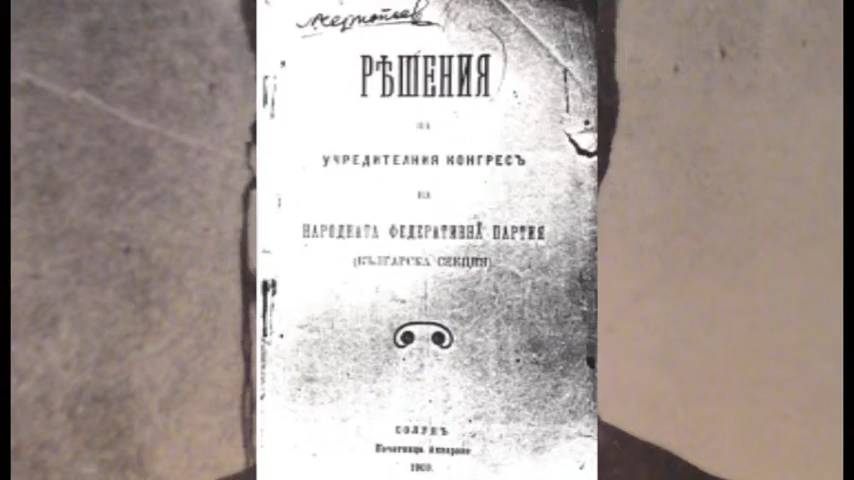 РѢШЕНИЯ
НА
УЧРЕДИТЕЛНИЯ КОНГРЕСЪ
НА
НАРОДНАТА ФЕДЕРАТИВНА ПАРТИЯ
(БЪЛГАРСКА СЕКЦИЯ)
СОЛУНЪ
Печатница
1909.